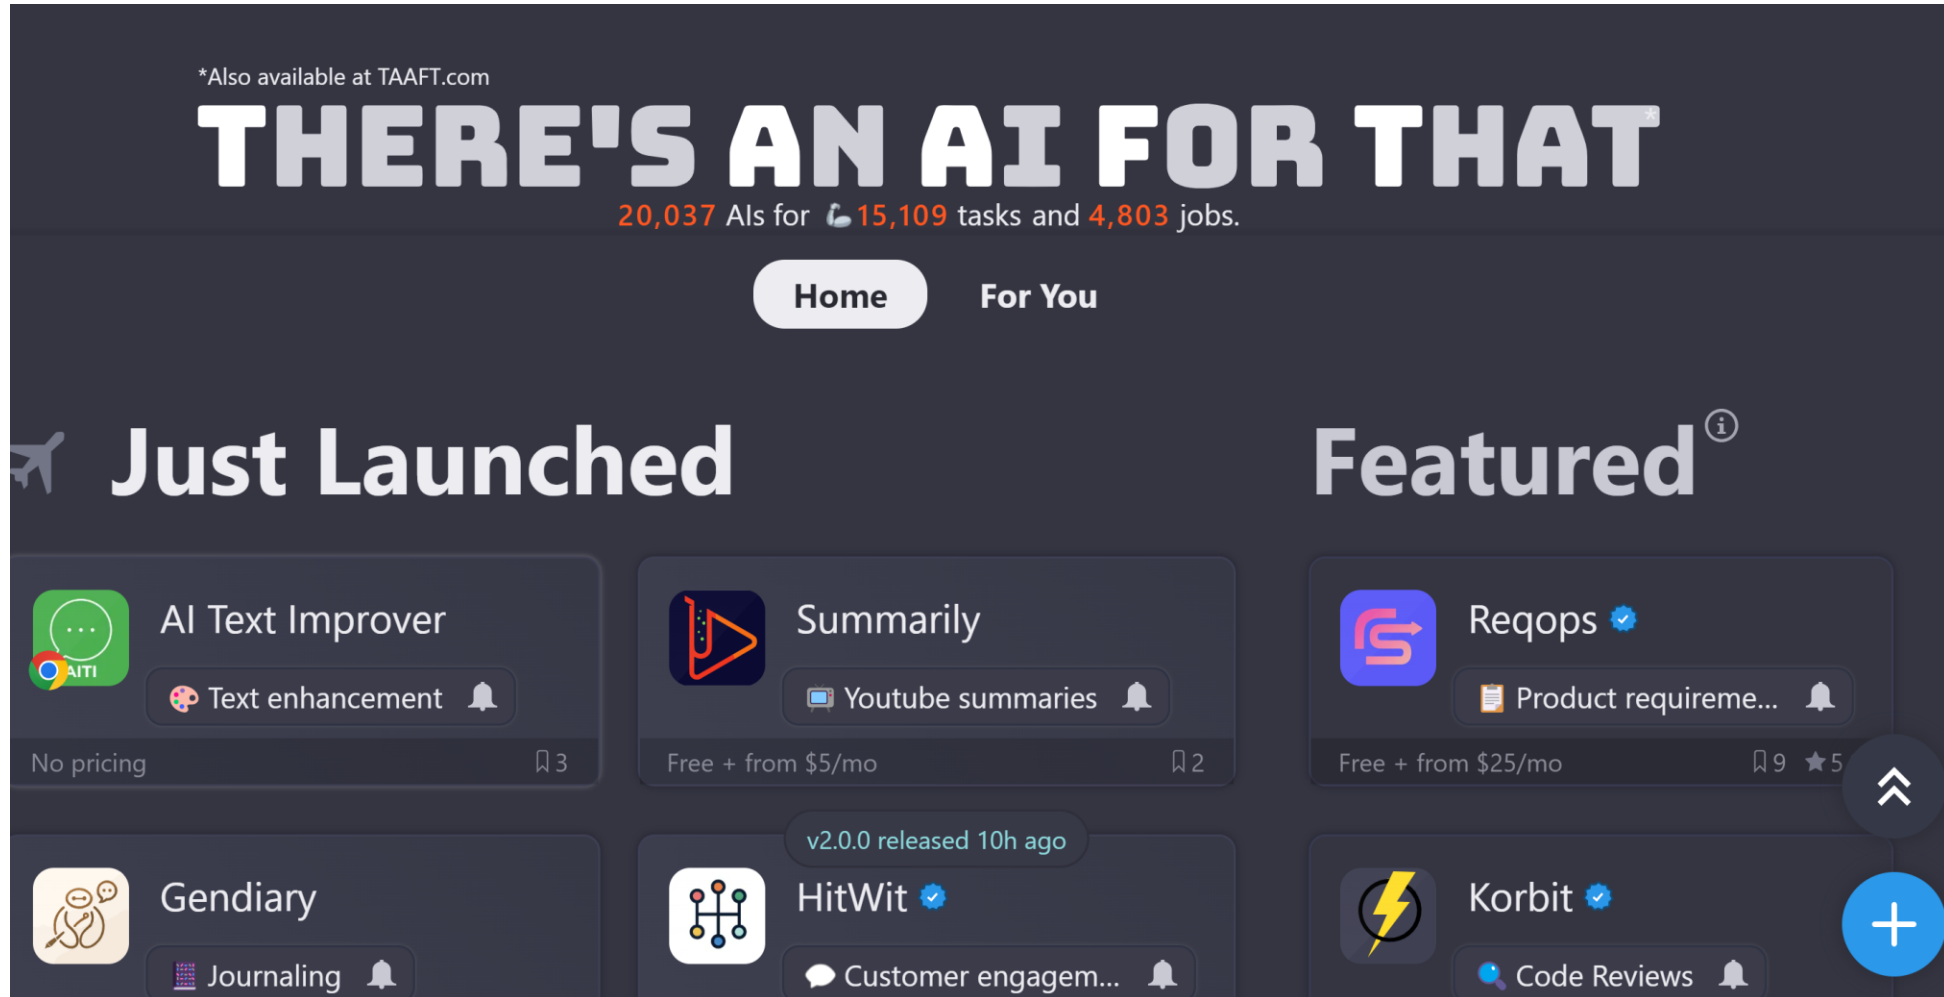 *Also available at TAAFT.com
THERE'S AN AI FOR THAT*
20,037 AIs for 🦾15,109 tasks and 4,803 jobs.
Home For You
Just Launched
Featured
AI Text Improver
AITI
Text enhancement
No pricing 3
Summarily
Youtube summaries
Free + from $5/mo 2
Reqops
Product requireme...
Free + from $25/mo 9 5
Gendiary
Journaling
v2.0.0 released 10h ago
HitWit
Customer engagem...
Korbit
Code Reviews